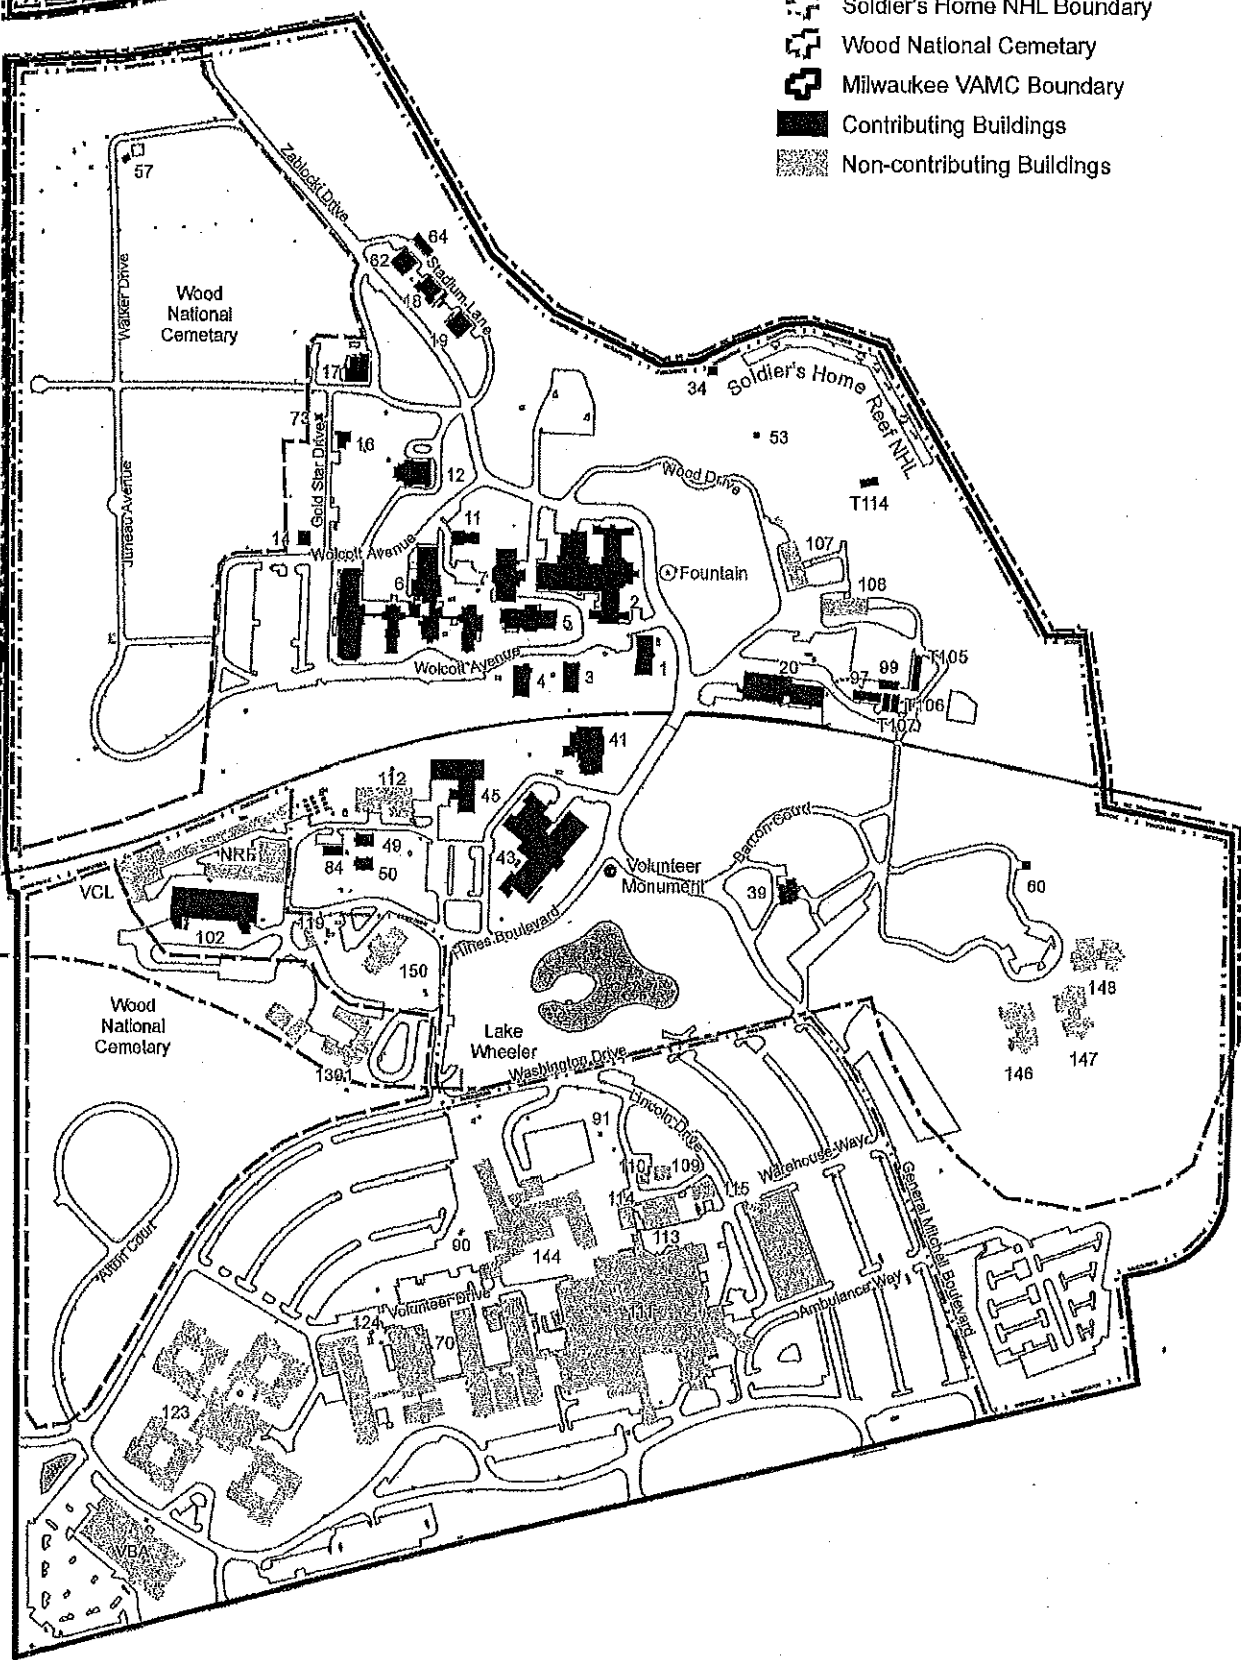 Soldier's Home NHL Boundary
Wood National Cemetary
Milwaukee VAMC Boundary
Contributing Buildings
Non-contributing Buildings
57
Zablocki Drive
64
62
Stadium Lane
18
19
Walker Drive
Wood
National
Cemetary
17
34
Soldier's Home Reef NHL
73
16
Gold Star Drive
53
12
Wood Drive
T114
Juneau Avenue
11
14
Wolcott Avenue
107
6
7
Fountain
108
2
5
Wolcott Avenue
1
T105
4
3
20
99
97
T106
T107
41
112
45
49
NRF
84
50
43
Barron Court
Volunteer
Monument
39
60
VCL
102
119
Hines Boulevard
150
148
Wood
National
Cemetary
Lake
Wheeler
Washington Drive
146
147
1301
91
Lincoln Drive
110
109
Warehouse Way
114
115
113
General Mitchell Boulevard
Afton Court
90
144
111
Volunteer Drive
Ambulance Way
124
70
123
VBA